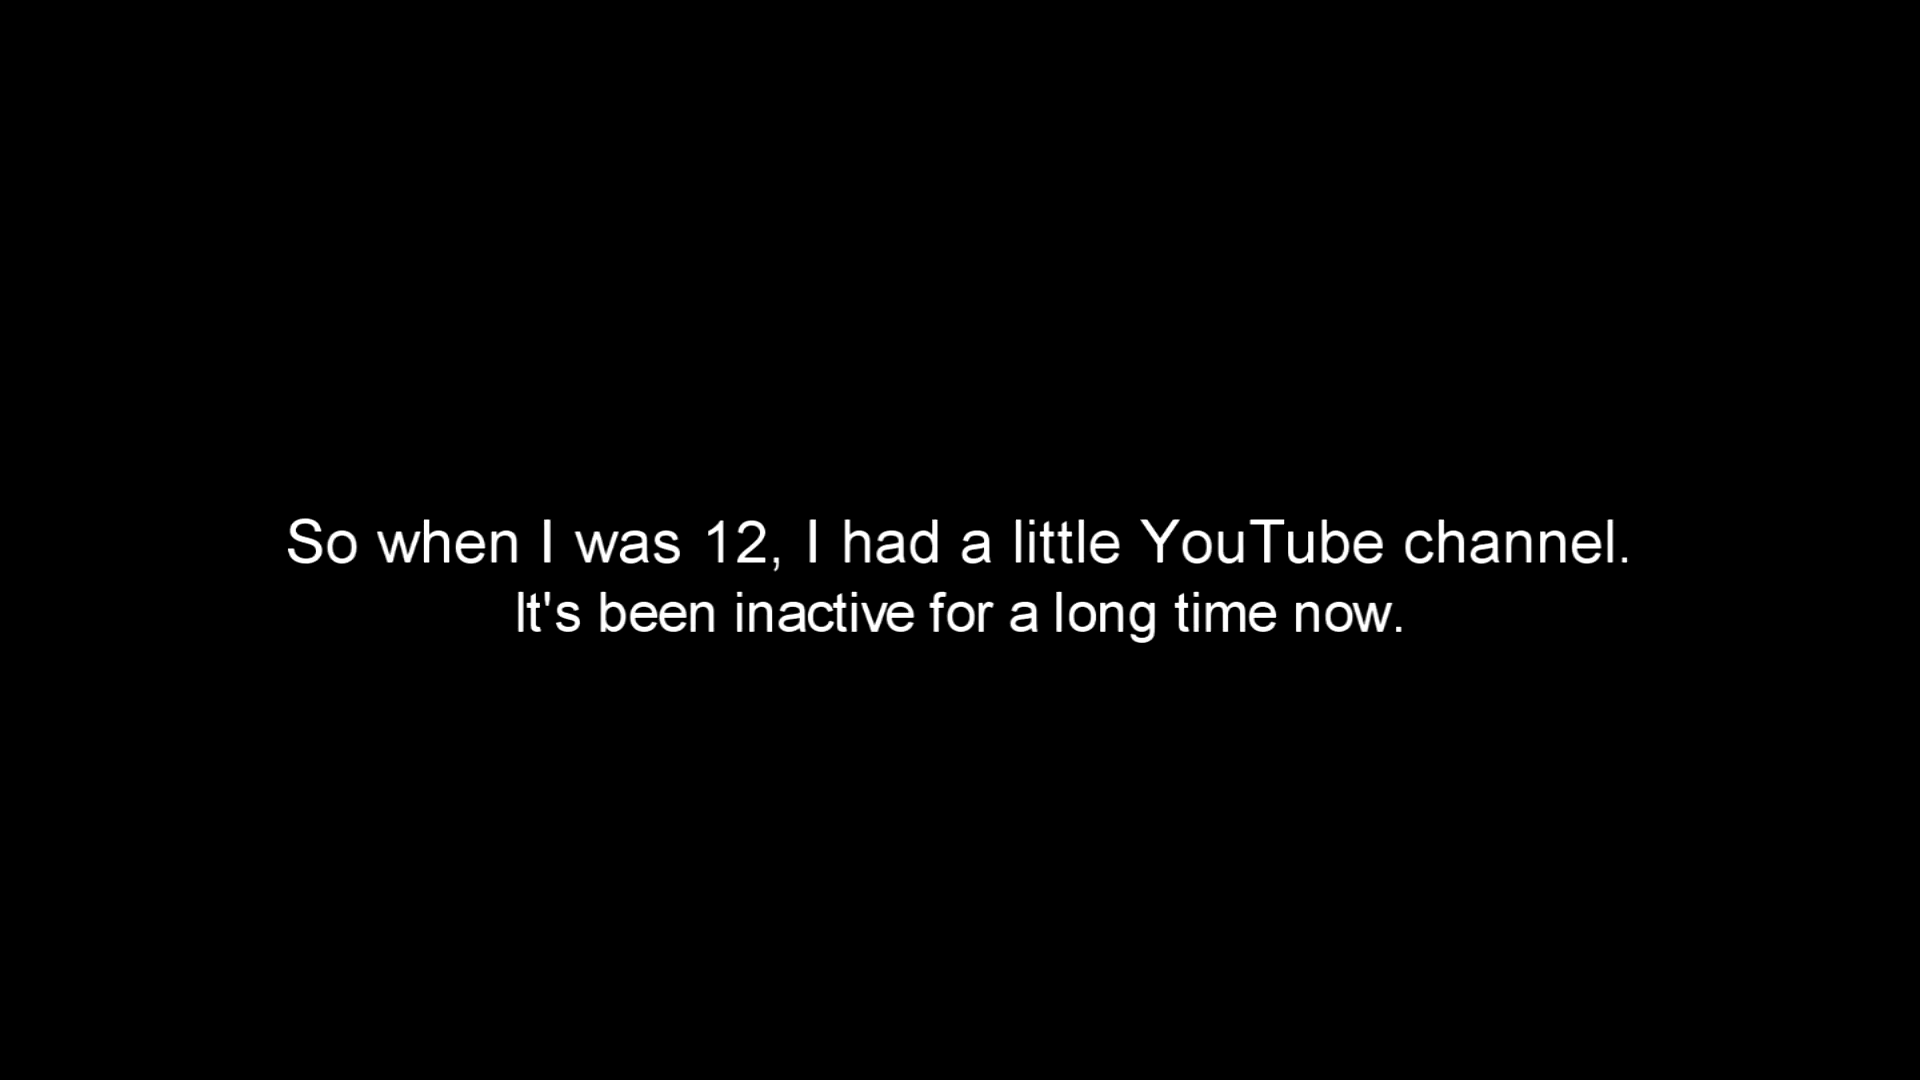 So when I was 12, I had a little YouTube channel.
It's been inactive for a long time now.